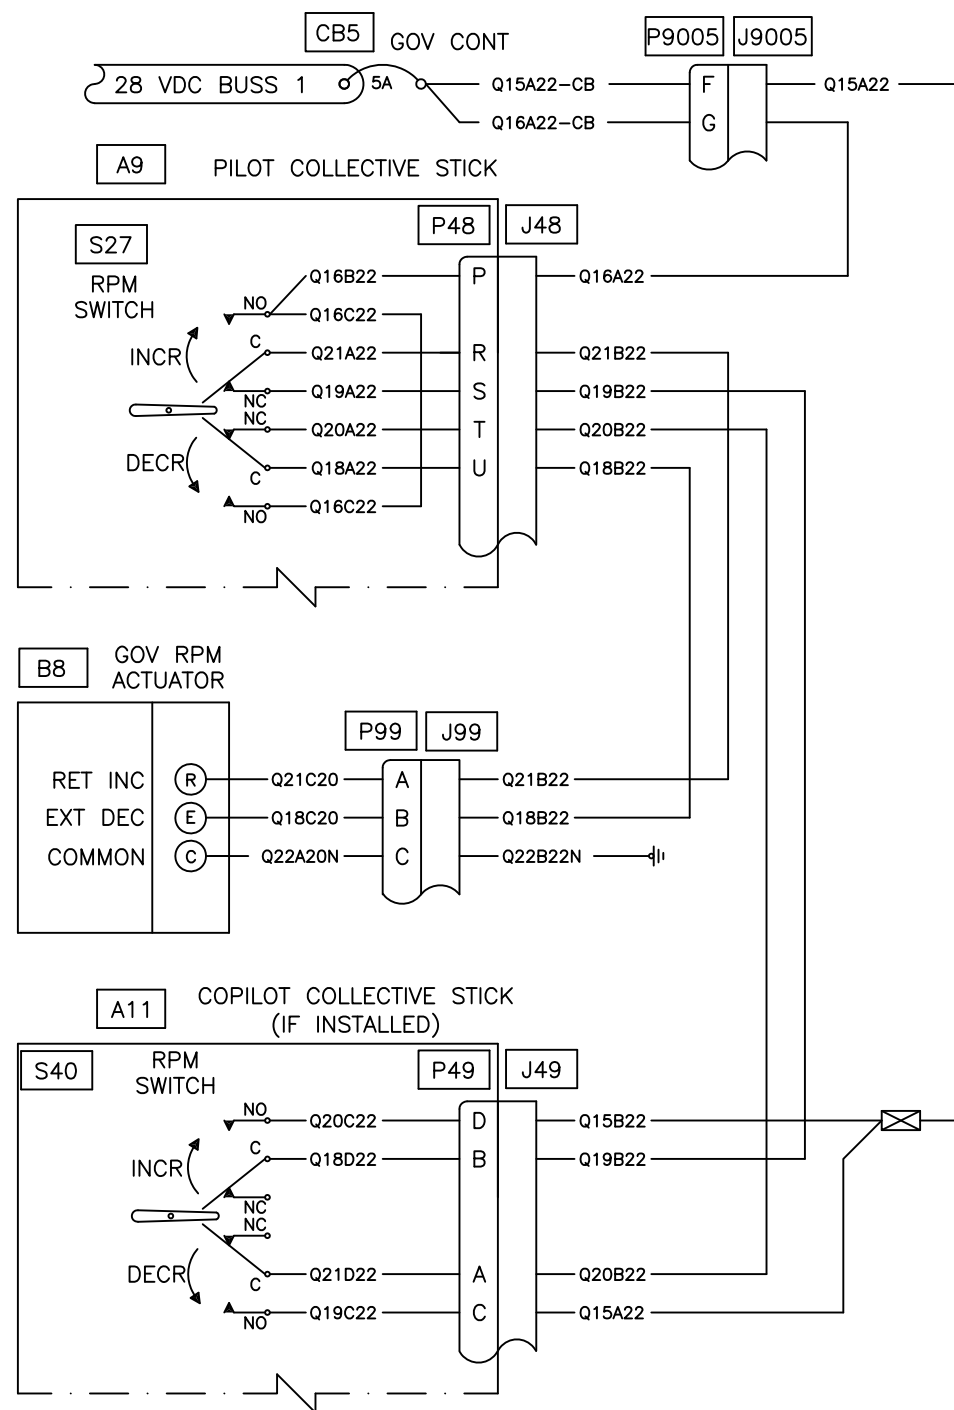 CB5 GOV CONT P9005 J9005
28 VDC BUSS 1 5A Q15A22-CB F Q15A22
Q16A22-CB G
A9 PILOT COLLECTIVE STICK
P48 J48
S27
RPM
SWITCH
Q16B22 P Q16A22
NO Q16C22
INCR C Q21A22 R Q21B22
NC Q19A22 S Q19B22
NC Q20A22 T Q20B22
DECR C Q18A22 U Q18B22
NO Q16C22
B8 GOV RPM
ACTUATOR
P99 J99
RET INC R Q21C20 A Q21B22
EXT DEC E Q18C20 B Q18B22
COMMON C Q22A20N C Q22B22N
A11 COPILOT COLLECTIVE STICK
(IF INSTALLED)
S40 RPM
SWITCH
P49 J49
NO Q20C22 D Q15B22
INCR C Q18D22 B Q19B22
NC
NC
DECR C Q21D22 A Q20B22
NO Q19C22 C Q15A22